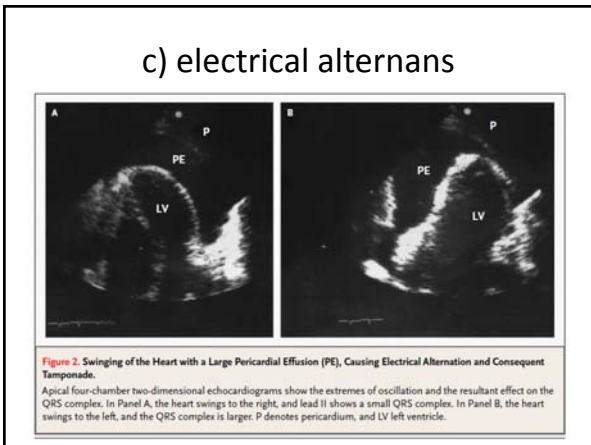 c) electrical alternans
A
P
PE
LV
B
P
PE
LV
Figure 2. Swinging of the Heart with a Large Pericardial Effusion (PE), Causing Electrical Alternation and Consequent
Tamponade.
Apical four-chamber two-dimensional echocardiograms show the extremes of oscillation and the resultant effect on the
QRS complex. In Panel A, the heart swings to the right, and lead II shows a small QRS complex. In Panel B, the heart
swings to the left, and the QRS complex is larger. P denotes pericardium, and LV left ventricle.